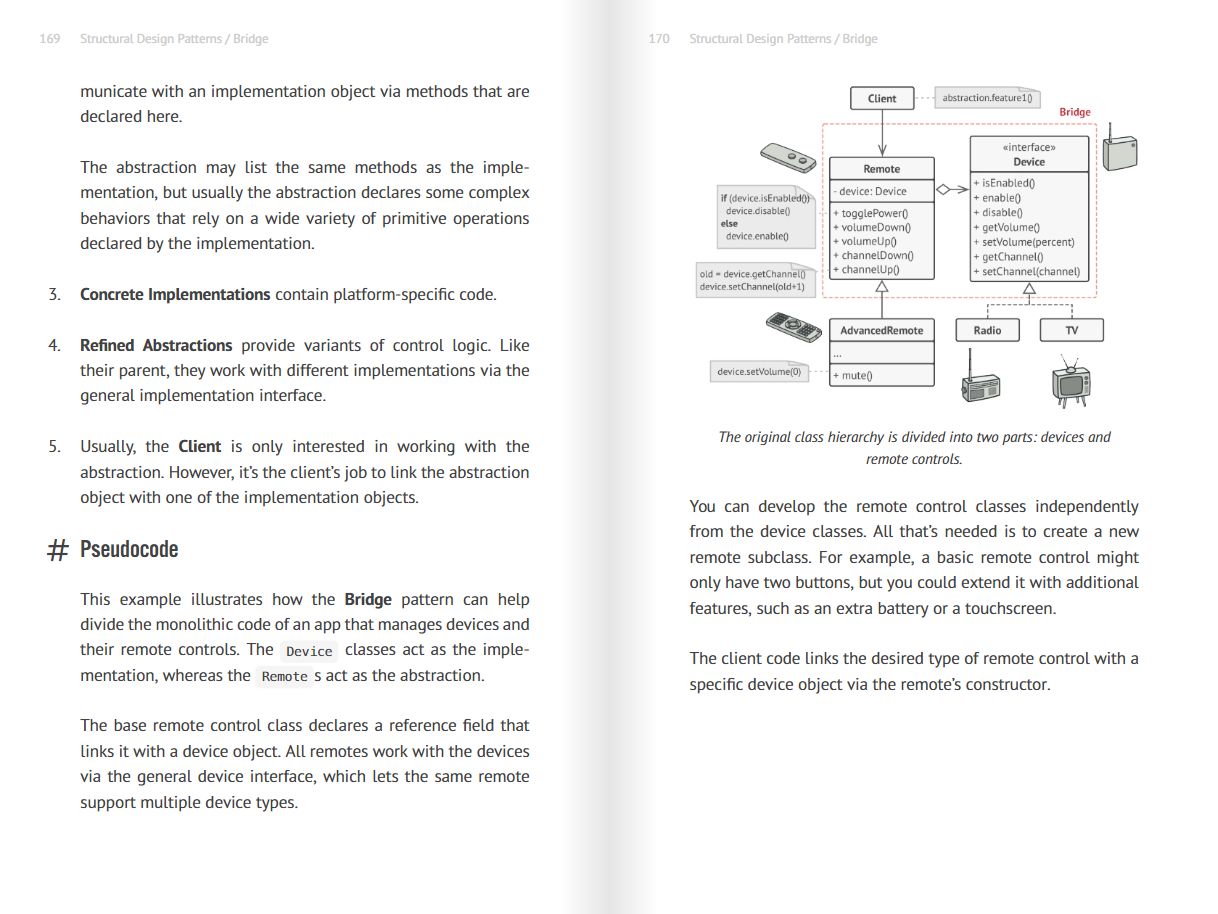 169 Structural Design Patterns / Bridge
municate with an implementation object via methods that are
declared here.
The abstraction may list the same methods as the imple-
mentation, but usually the abstraction declares some complex
behaviors that rely on a wide variety of primitive operations
declared by the implementation.
3. Concrete Implementations contain platform-specific code.
4. Refined Abstractions provide variants of control logic. Like
their parent, they work with different implementations via the
general implementation interface.
5. Usually, the Client is only interested in working with the
abstraction. However, it's the client's job to link the abstraction
object with one of the implementation objects.
# Pseudocode
This example illustrates how the Bridge pattern can help
divide the monolithic code of an app that manages devices and
their remote controls. The Device classes act as the imple-
mentation, whereas the Remote s act as the abstraction.
The base remote control class declares a reference field that
links it with a device object. All remotes work with the devices
via the general device interface, which lets the same remote
support multiple device types.
170 Structural Design Patterns / Bridge
Client
abstraction.feature1()
Bridge
Remote
- device: Device
+ togglePower()
+ volumeDown()
+ volumeUp()
+ channelDown()
+ channelUp()
«interface»
Device
+ isEnabled()
+ enable()
+ disable()
+ getVolume()
+ setVolume(percent)
+ getChannel()
+ setChannel(channel)
if (device.isEnabled())
device.disable()
else
device.enable()
old = device.getChannel()
device.setChannel(old+1)
AdvancedRemote
...
+ mute()
device.setVolume(0)
Radio
TV
The original class hierarchy is divided into two parts: devices and
remote controls.
You can develop the remote control classes independently
from the device classes. All that's needed is to create a new
remote subclass. For example, a basic remote control might
only have two buttons, but you could extend it with additional
features, such as an extra battery or a touchscreen.
The client code links the desired type of remote control with a
specific device object via the remote's constructor.